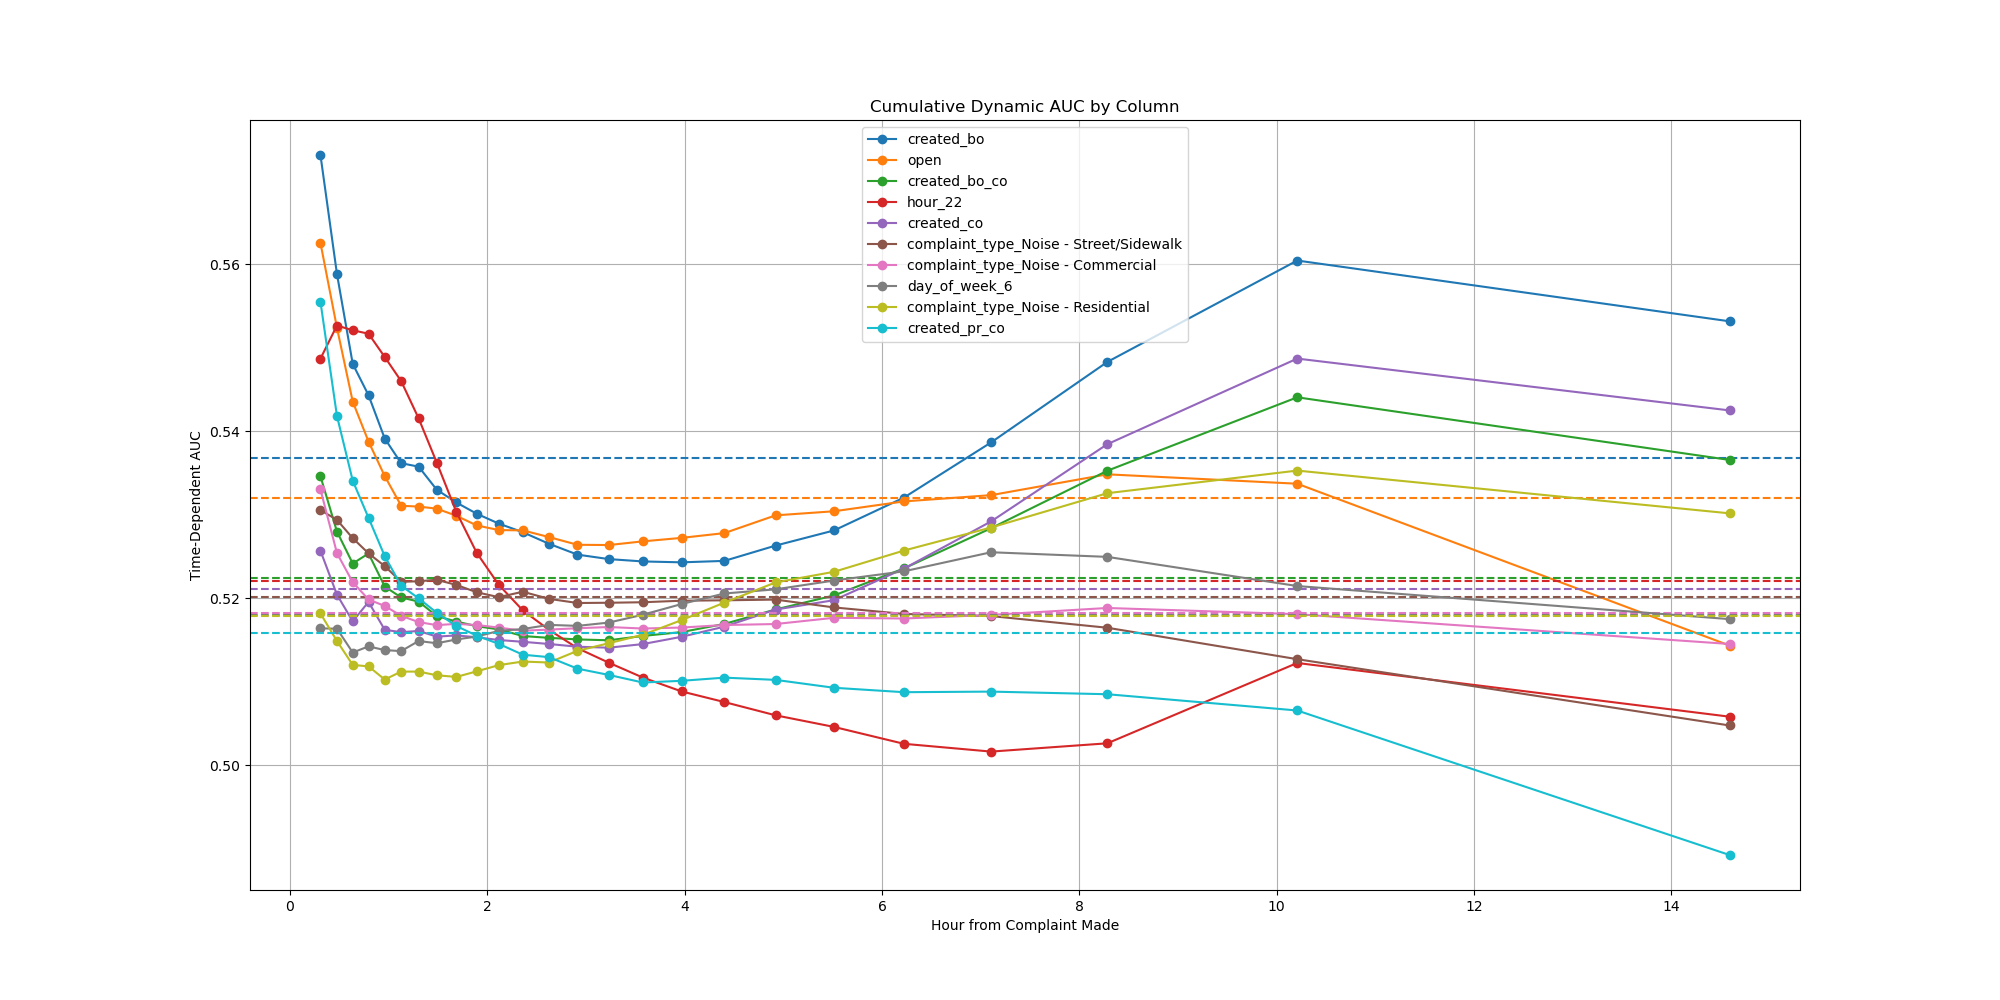 Cumulative Dynamic AUC by Column
created_bo
open
created_bo_co
hour_22
created_co
complaint_type_Noise - Street/Sidewalk
complaint_type_Noise - Commercial
day_of_week_6
complaint_type_Noise - Residential
created_pr_co
Time-Dependent AUC
0.56
0.54
0.52
0.50
0 2 4 6 8 10 12 14
Hour from Complaint Made